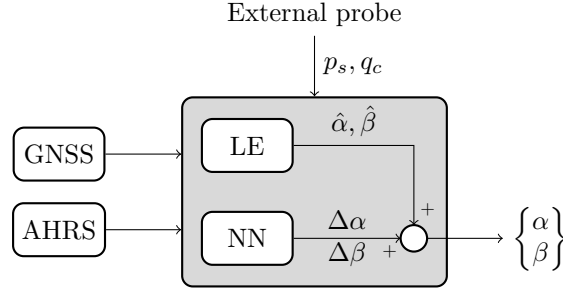 External probe
p_s, q_c
α̂, β̂
LE
GNSS
+
AHRS
NN
Δα
Δβ
+
{α
β}